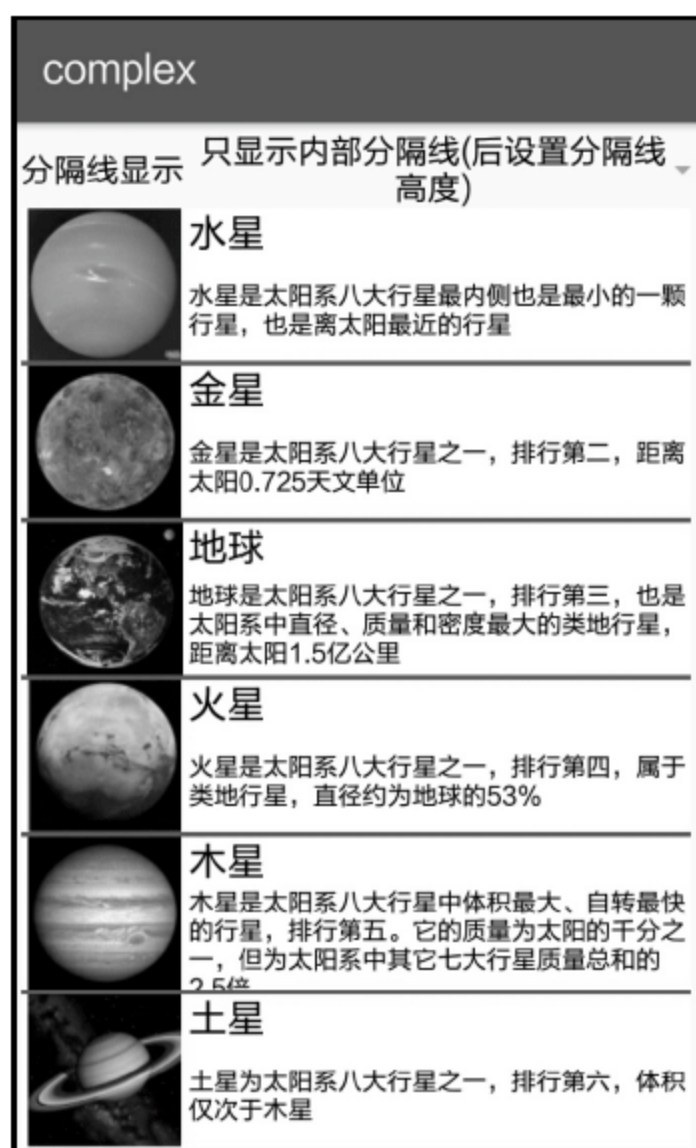 complex
分隔线显示
只显示内部分隔线(后设置分隔线
高度)
水星
水星是太阳系八大行星最内侧也是最小的一颗
行星，也是离太阳最近的行星
金星
金星是太阳系八大行星之一，排行第二，距离
太阳0.725天文单位
地球
地球是太阳系八大行星之一，排行第三，也是
太阳系中直径、质量和密度最大的类地行星，
距离太阳1.5亿公里
火星
火星是太阳系八大行星之一，排行第四，属于
类地行星，直径约为地球的53%
木星
木星是太阳系八大行星中体积最大、自转最快
的行星，排行第五。它的质量为太阳的千分之
一，但为太阳系中其它七大行星质量总和的
2.5倍
土星
土星为太阳系八大行星之一，排行第六，体积
仅次于木星